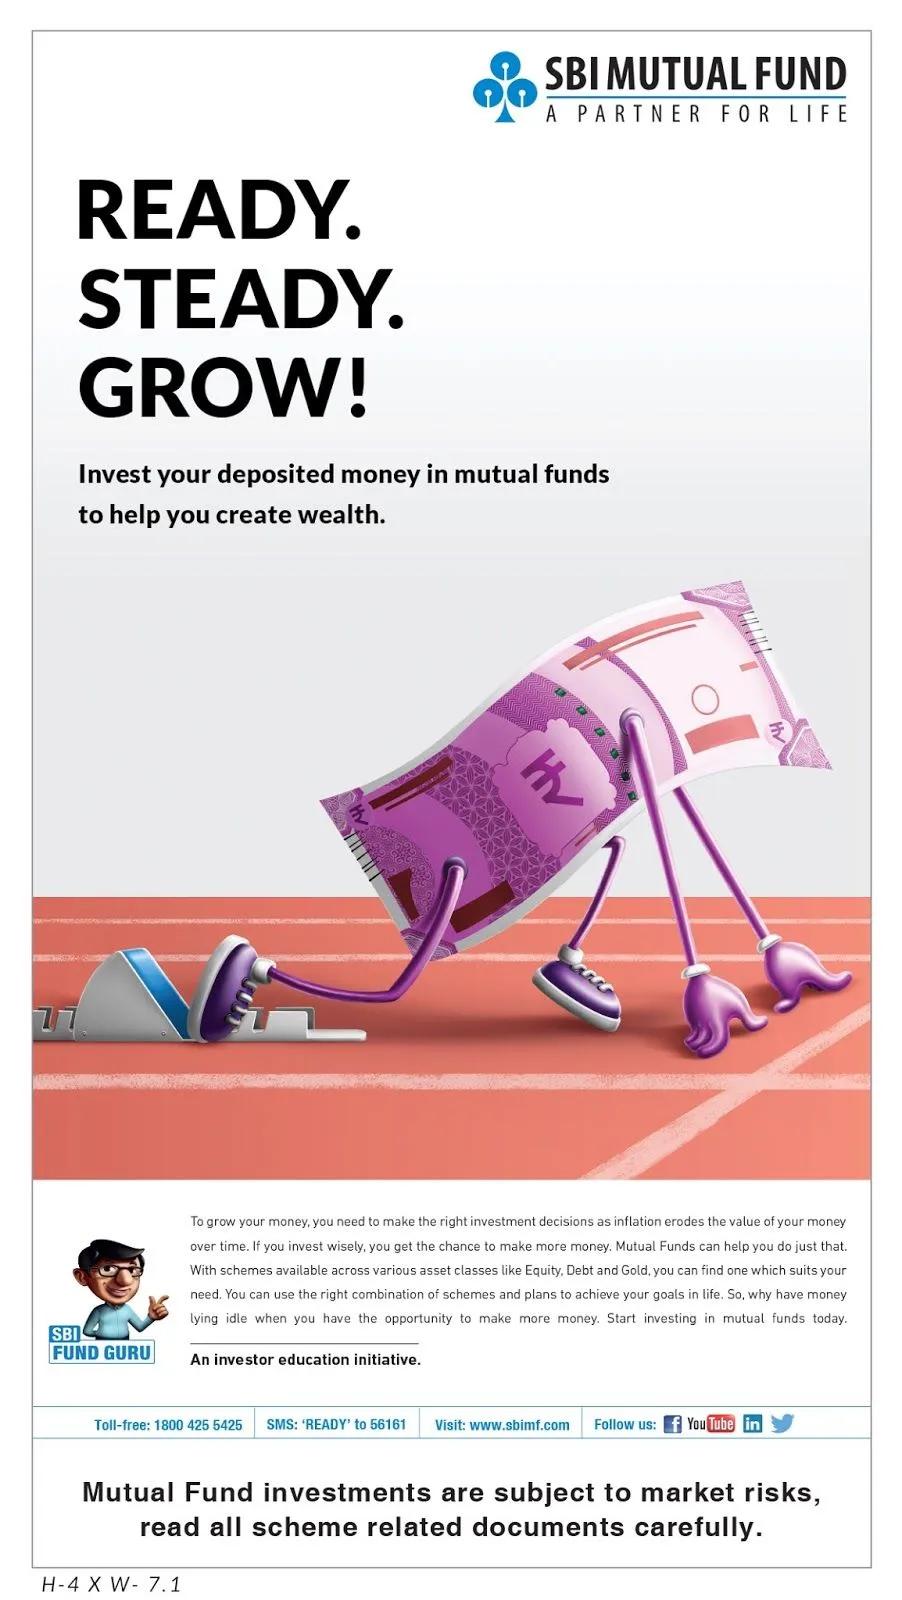 SBI MUTUAL FUND
A PARTNER FOR LIFE
READY.
STEADY.
GROW!
Invest your deposited money in mutual funds
to help you create wealth.
₹
₹
₹
To grow your money, you need to make the right investment decisions as inflation erodes the value of your money
over time. If you invest wisely, you get the chance to make more money. Mutual Funds can help you do just that.
With schemes available across various asset classes like Equity, Debt and Gold, you can find one which suits your
need. You can use the right combination of schemes and plans to achieve your goals in life. So, why have money
lying idle when you have the opportunity to make more money. Start investing in mutual funds today.
SBI
FUND GURU
An investor education initiative.
Toll-free: 1800 425 5425 SMS: ‘READY’ to 56161 Visit: www.sbimf.com Follow us: f YouTube in
Mutual Fund investments are subject to market risks,
read all scheme related documents carefully.
H-4 X W- 7.1